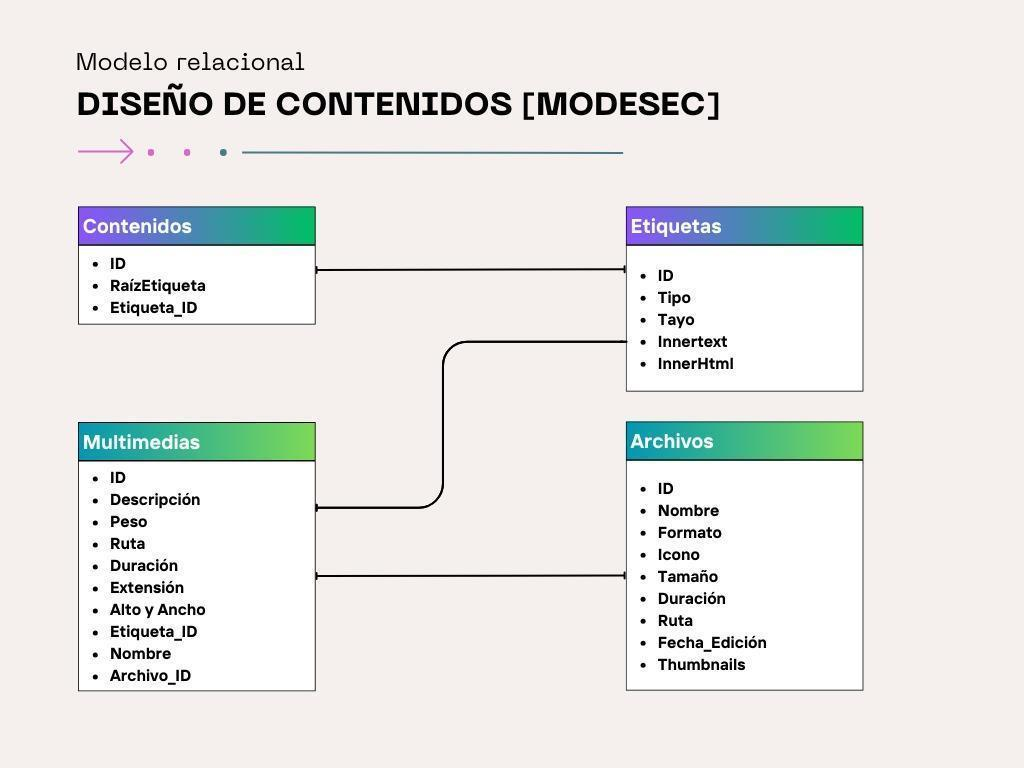 Modelo relacional
DISEÑO DE CONTENIDOS [MODESEC]
Contenidos
ID
RaízEtiqueta
Etiqueta_ID
Etiquetas
ID
Tipo
Tayo
Innertext
InnerHtml
Multimedias
ID
Descripción
Peso
Ruta
Duración
Extensión
Alto y Ancho
Etiqueta_ID
Nombre
Archivo_ID
Archivos
ID
Nombre
Formato
Icono
Tamaño
Duración
Ruta
Fecha_Edición
Thumbnails